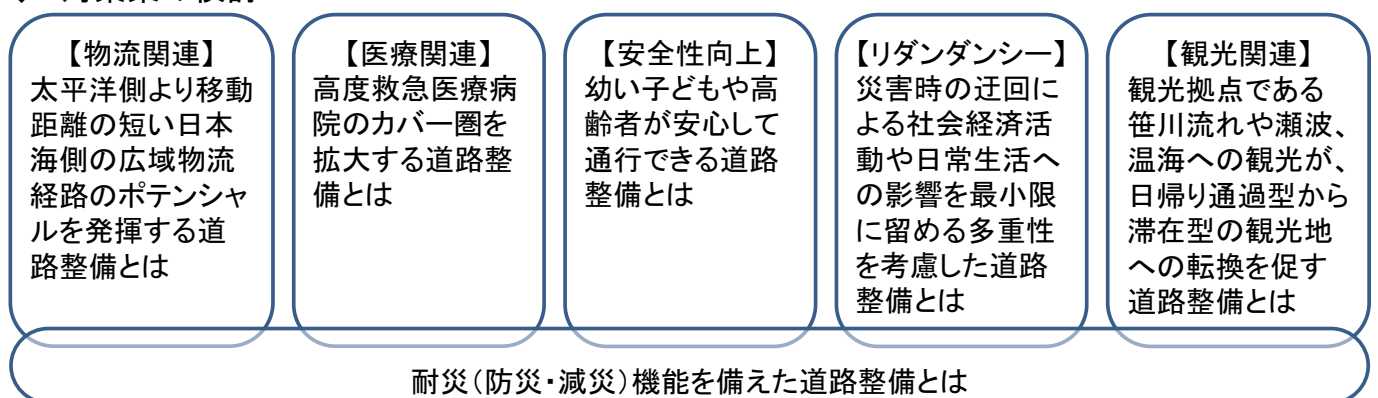 【物流関連】
太平洋側より移動
距離の短い日本
海側の広域物流
経路のポテンシャ
ルを発揮する道
路整備とは
【医療関連】
高度救急医療病
院のカバー圏を
拡大する道路整
備とは
【安全性向上】
幼い子どもや高
齢者が安心して
通行できる道路
整備とは
【リダンダンシー】
災害時の迂回に
よる社会経済活
動や日常生活へ
の影響を最小限
に留める多重性
を考慮した道路
整備とは
【観光関連】
観光拠点である
笹川流れや瀬波、
温海への観光が、
日帰り通過型から
滞在型の観光地
への転換を促す
道路整備とは
耐災（防災・減災）機能を備えた道路整備とは